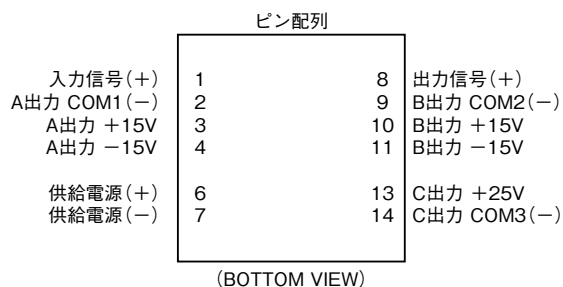 ピン配列
入力信号(+) 1 8 出力信号(+)
A出力 COM1(−) 2 9 B出力 COM2(−)
A出力 +15V 3 10 B出力 +15V
A出力 −15V 4 11 B出力 −15V
供給電源(+) 6 13 C出力 +25V
供給電源(−) 7 14 C出力 COM3(−)
(BOTTOM VIEW)